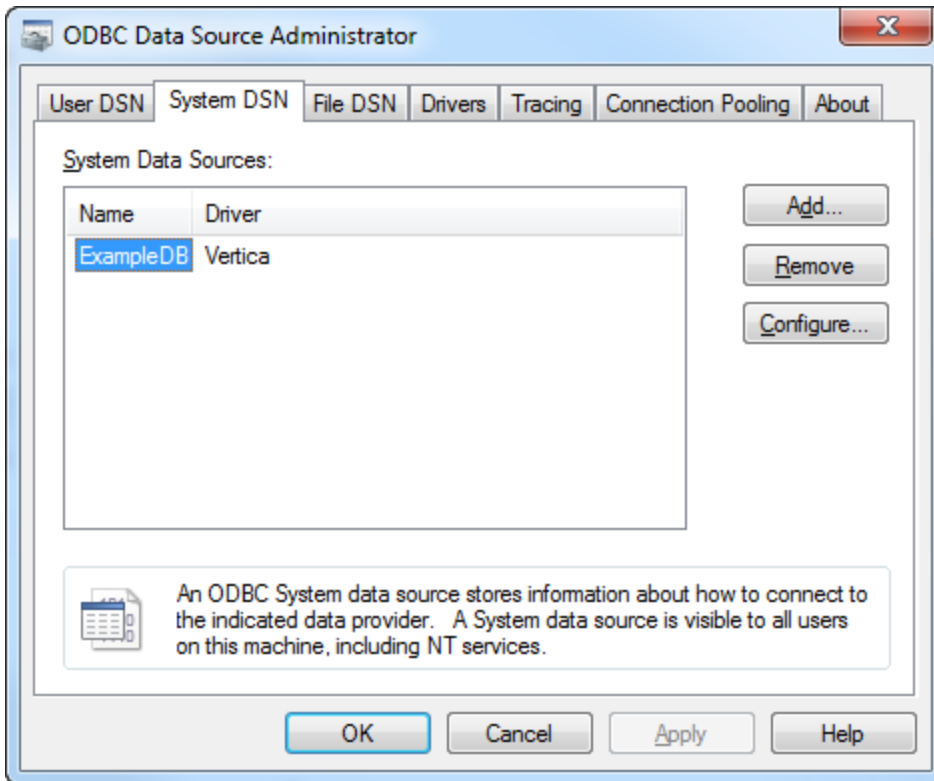 ODBC Data Source Administrator
User DSN System DSN File DSN Drivers Tracing Connection Pooling About
System Data Sources:
Name Driver
ExampleDB Vertica
Add...
Remove
Configure...
An ODBC System data source stores information about how to connect to
the indicated data provider. A System data source is visible to all users
on this machine, including NT services.
OK Cancel Apply Help